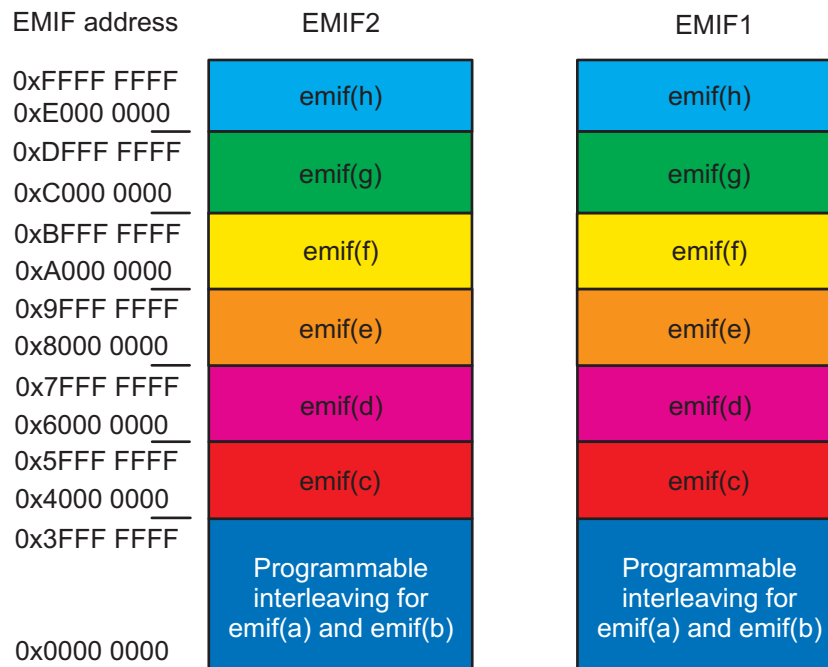 EMIF address EMIF2 EMIF1
0xFFFF FFFF
0xE000 0000
emif(h) emif(h)
0xDFFF FFFF
0xC000 0000
emif(g) emif(g)
0xBFFF FFFF
0xA000 0000
emif(f) emif(f)
0x9FFF FFFF
0x8000 0000
emif(e) emif(e)
0x7FFF FFFF
0x6000 0000
emif(d) emif(d)
0x5FFF FFFF
0x4000 0000
emif(c) emif(c)
0x3FFF FFFF
Programmable Programmable
interleaving for interleaving for
emif(a) and emif(b) emif(a) and emif(b)
0x0000 0000